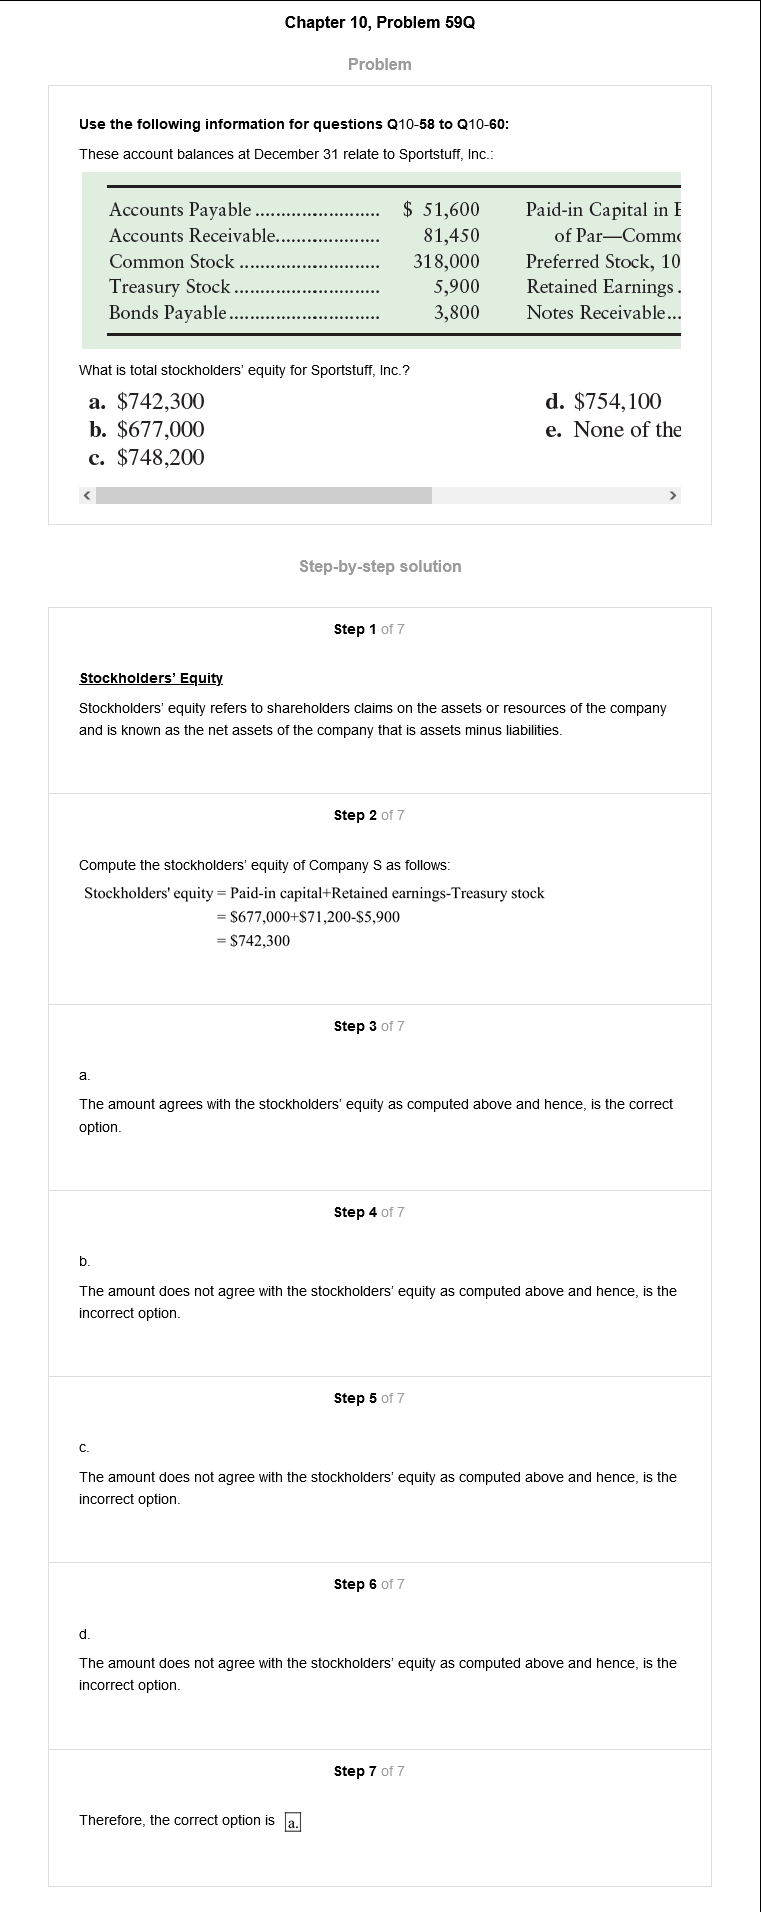 Chapter 10, Problem 59Q
Problem
Use the following information for questions Q10-58 to Q10-60:
These account balances at December 31 relate to Sportstuff, Inc.:
Accounts Payable ........................ $ 51,600 Paid-in Capital in E
Accounts Receivable.................... 81,450 of Par—Commo
Common Stock ........................... 318,000 Preferred Stock, 10
Treasury Stock ............................ 5,900 Retained Earnings .
Bonds Payable ............................. 3,800 Notes Receivable...
What is total stockholders' equity for Sportstuff, Inc.?
a. $742,300 d. $754,100
b. $677,000 e. None of the
c. $748,200
Step-by-step solution
Step 1 of 7
Stockholders' Equity
Stockholders' equity refers to shareholders claims on the assets or resources of the company
and is known as the net assets of the company that is assets minus liabilities.
Step 2 of 7
Compute the stockholders' equity of Company S as follows:
Stockholders' equity = Paid-in capital+Retained earnings-Treasury stock
= $677,000+$71,200-$5,900
= $742,300
Step 3 of 7
a.
The amount agrees with the stockholders' equity as computed above and hence, is the correct
option.
Step 4 of 7
b.
The amount does not agree with the stockholders' equity as computed above and hence, is the
incorrect option.
Step 5 of 7
c.
The amount does not agree with the stockholders' equity as computed above and hence, is the
incorrect option.
Step 6 of 7
d.
The amount does not agree with the stockholders' equity as computed above and hence, is the
incorrect option.
Step 7 of 7
Therefore, the correct option is a.